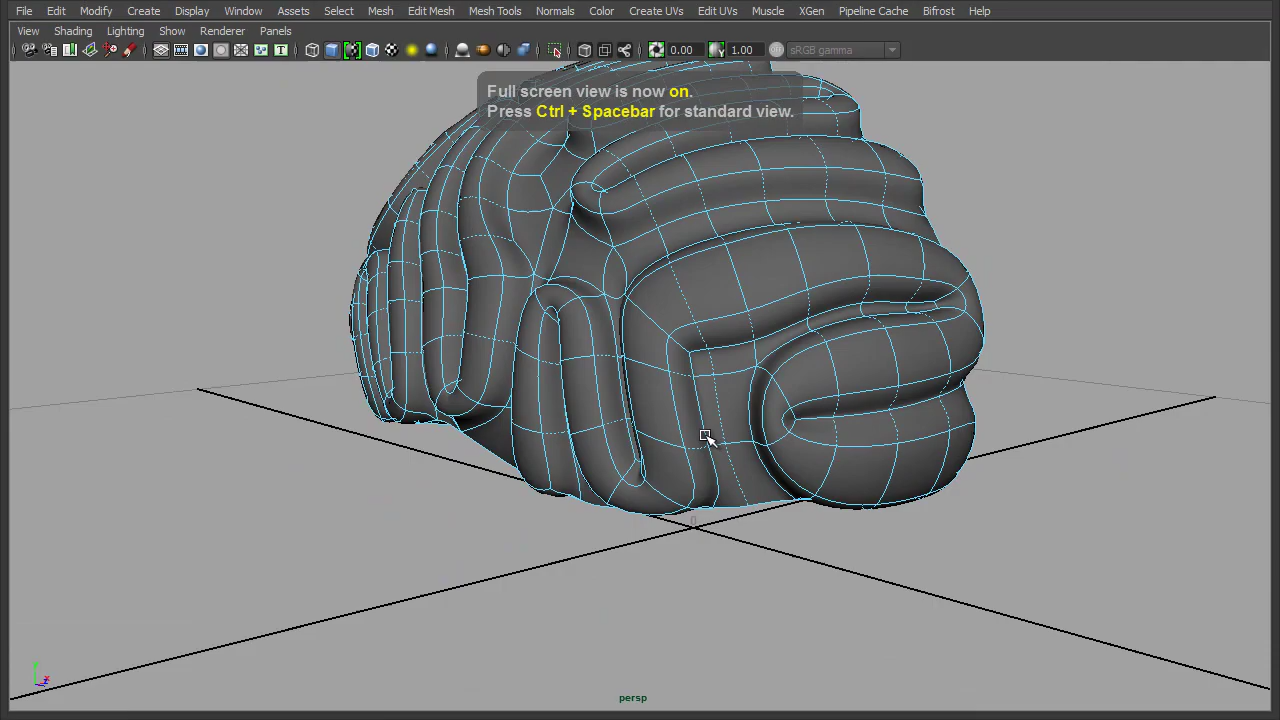 File Edit Modify Create Display Window Assets Select Mesh Edit Mesh Mesh Tools Normals Color Create UVs Edit UVs Muscle XGen Pipeline Cache Bifrost Help
View Shading Lighting Show Renderer Panels
0.00 1.00 sRGB gamma
Full screen view is now on.
Press Ctrl + Spacebar for standard view.
persp